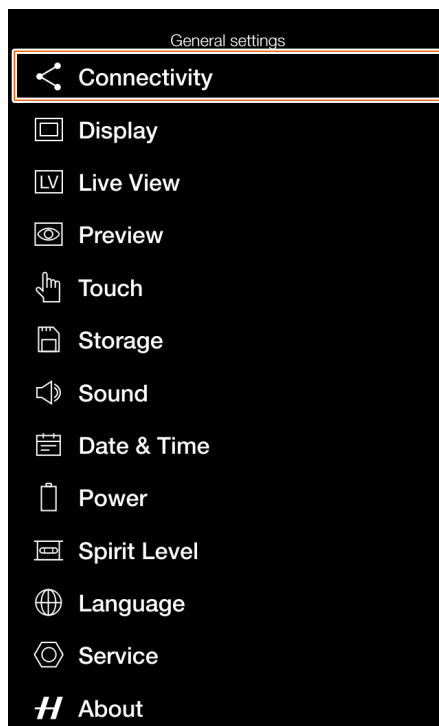 General settings
Connectivity
Display
LV Live View
Preview
Touch
Storage
Sound
Date & Time
Power
Spirit Level
Language
Service
H About